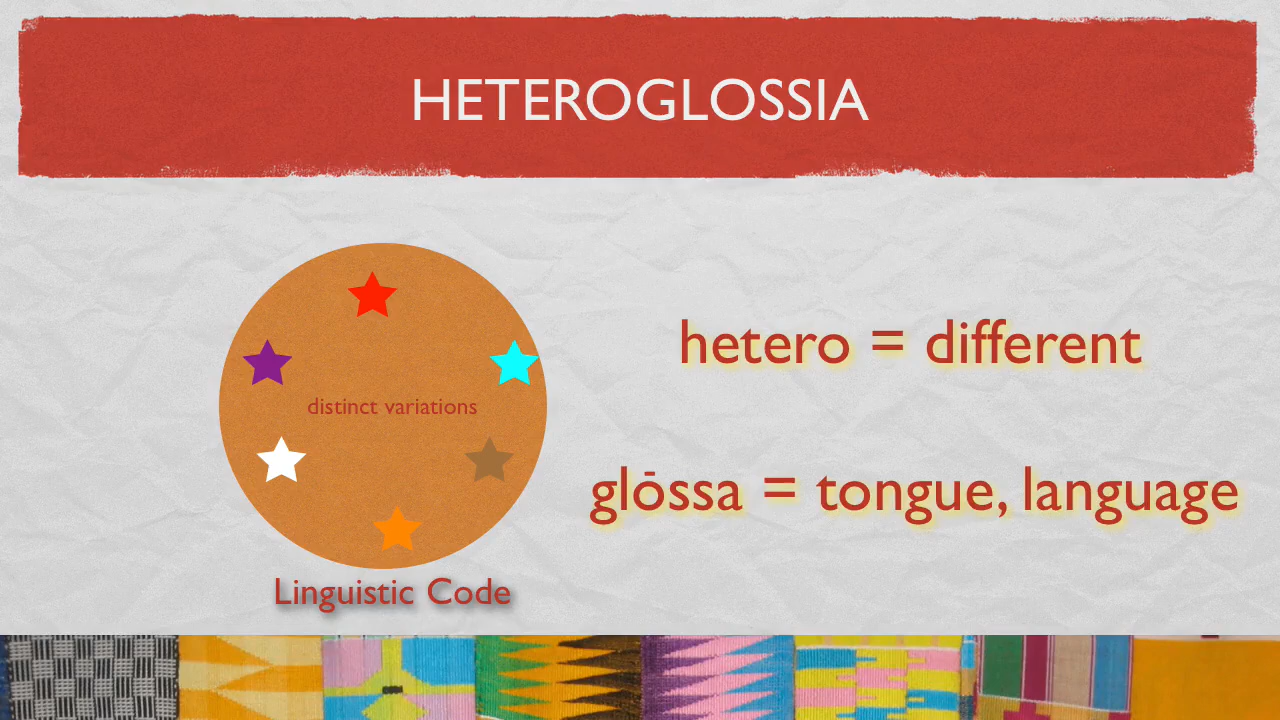 HETEROGLOSSIA
hetero = different
distinct variations
glōssa = tongue, language
Linguistic Code